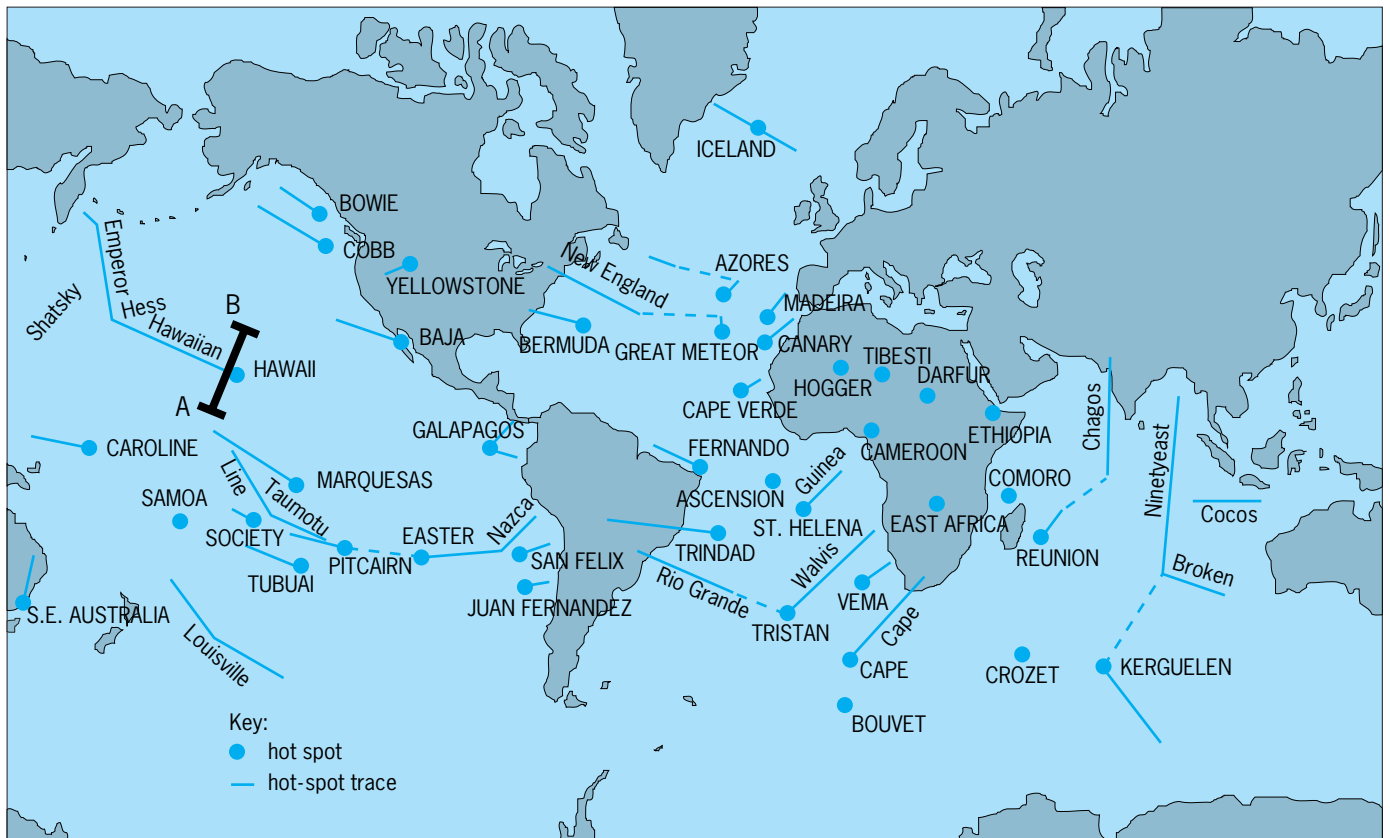 ICELAND
BOWIE
COBB
YELLOWSTONE
Emperor
Shatsky
Hess
Hawaiian
B
A
HAWAII
BAJA
New England
AZORES
MADEIRA
BERMUDA
GREAT METEOR
CANARY
TIBESTI
HOGGER
DARFUR
CAPE VERDE
ETHIOPIA
CAMEROON
Chagos
Ninetyeast
CAROLINE
GALAPAGOS
FERNANDO
Guinea
COMORO
MARQUESAS
Line
Taumotu
SAMOA
ASCENSION
ST. HELENA
EAST AFRICA
Cocos
SOCIETY
EASTER
Nazca
TRINDAD
REUNION
PITCAIRN
SAN FELIX
Walvis
TUBUAI
Rio Grande
Broken
JUAN FERNANDEZ
VEMA
S.E. AUSTRALIA
TRISTAN
Cape
Louisville
CAPE
CROZET
KERGUELEN
BOUVET
Key:
hot spot
hot-spot trace